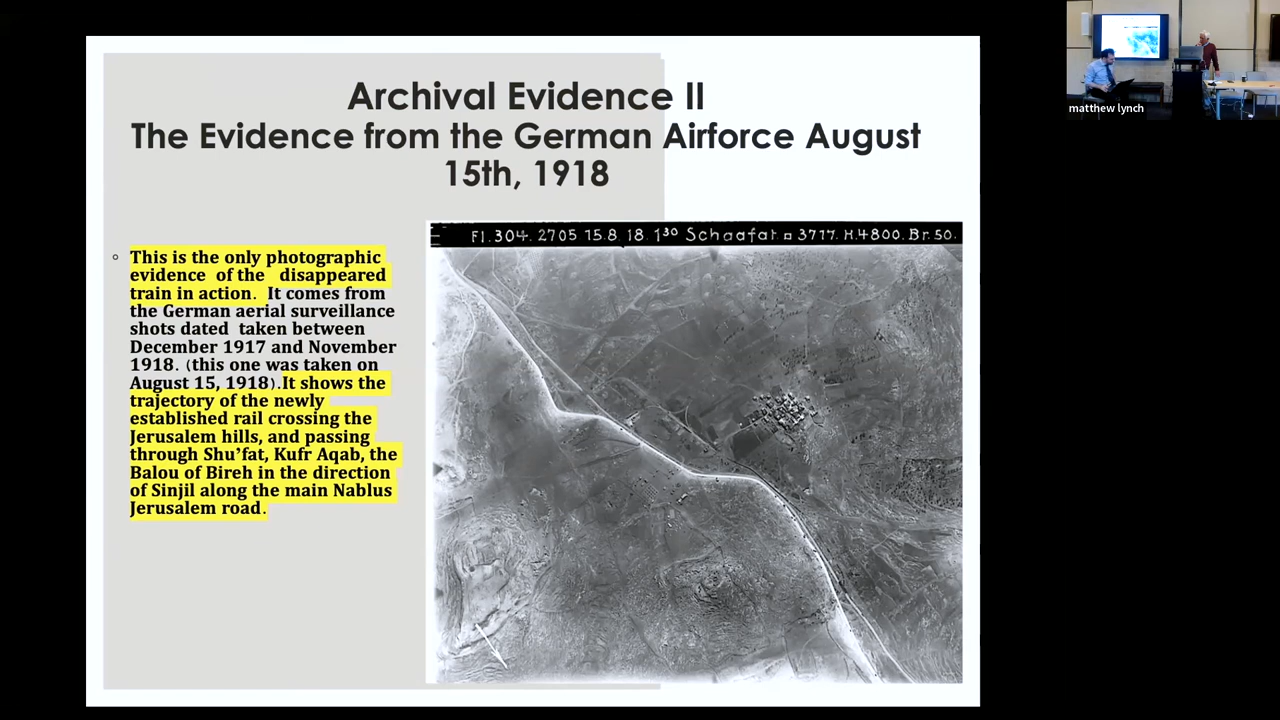 matthew lynch
Archival Evidence II
The Evidence from the German Airforce August
15th, 1918
This is the only photographic
evidence of the disappeared
train in action. It comes from
the German aerial surveillance
shots dated taken between
December 1917 and November
1918. (this one was taken on
August 15, 1918).It shows the
trajectory of the newly
established rail crossing the
Jerusalem hills, and passing
through Shu'fat, Kufr Aqab, the
Balou of Bireh in the direction
of Sinjil along the main Nablus
Jerusalem road.
Fl. 304. 2705 15.8.18. 1³⁰ Schaafat 3777. H.4800. Br.50.